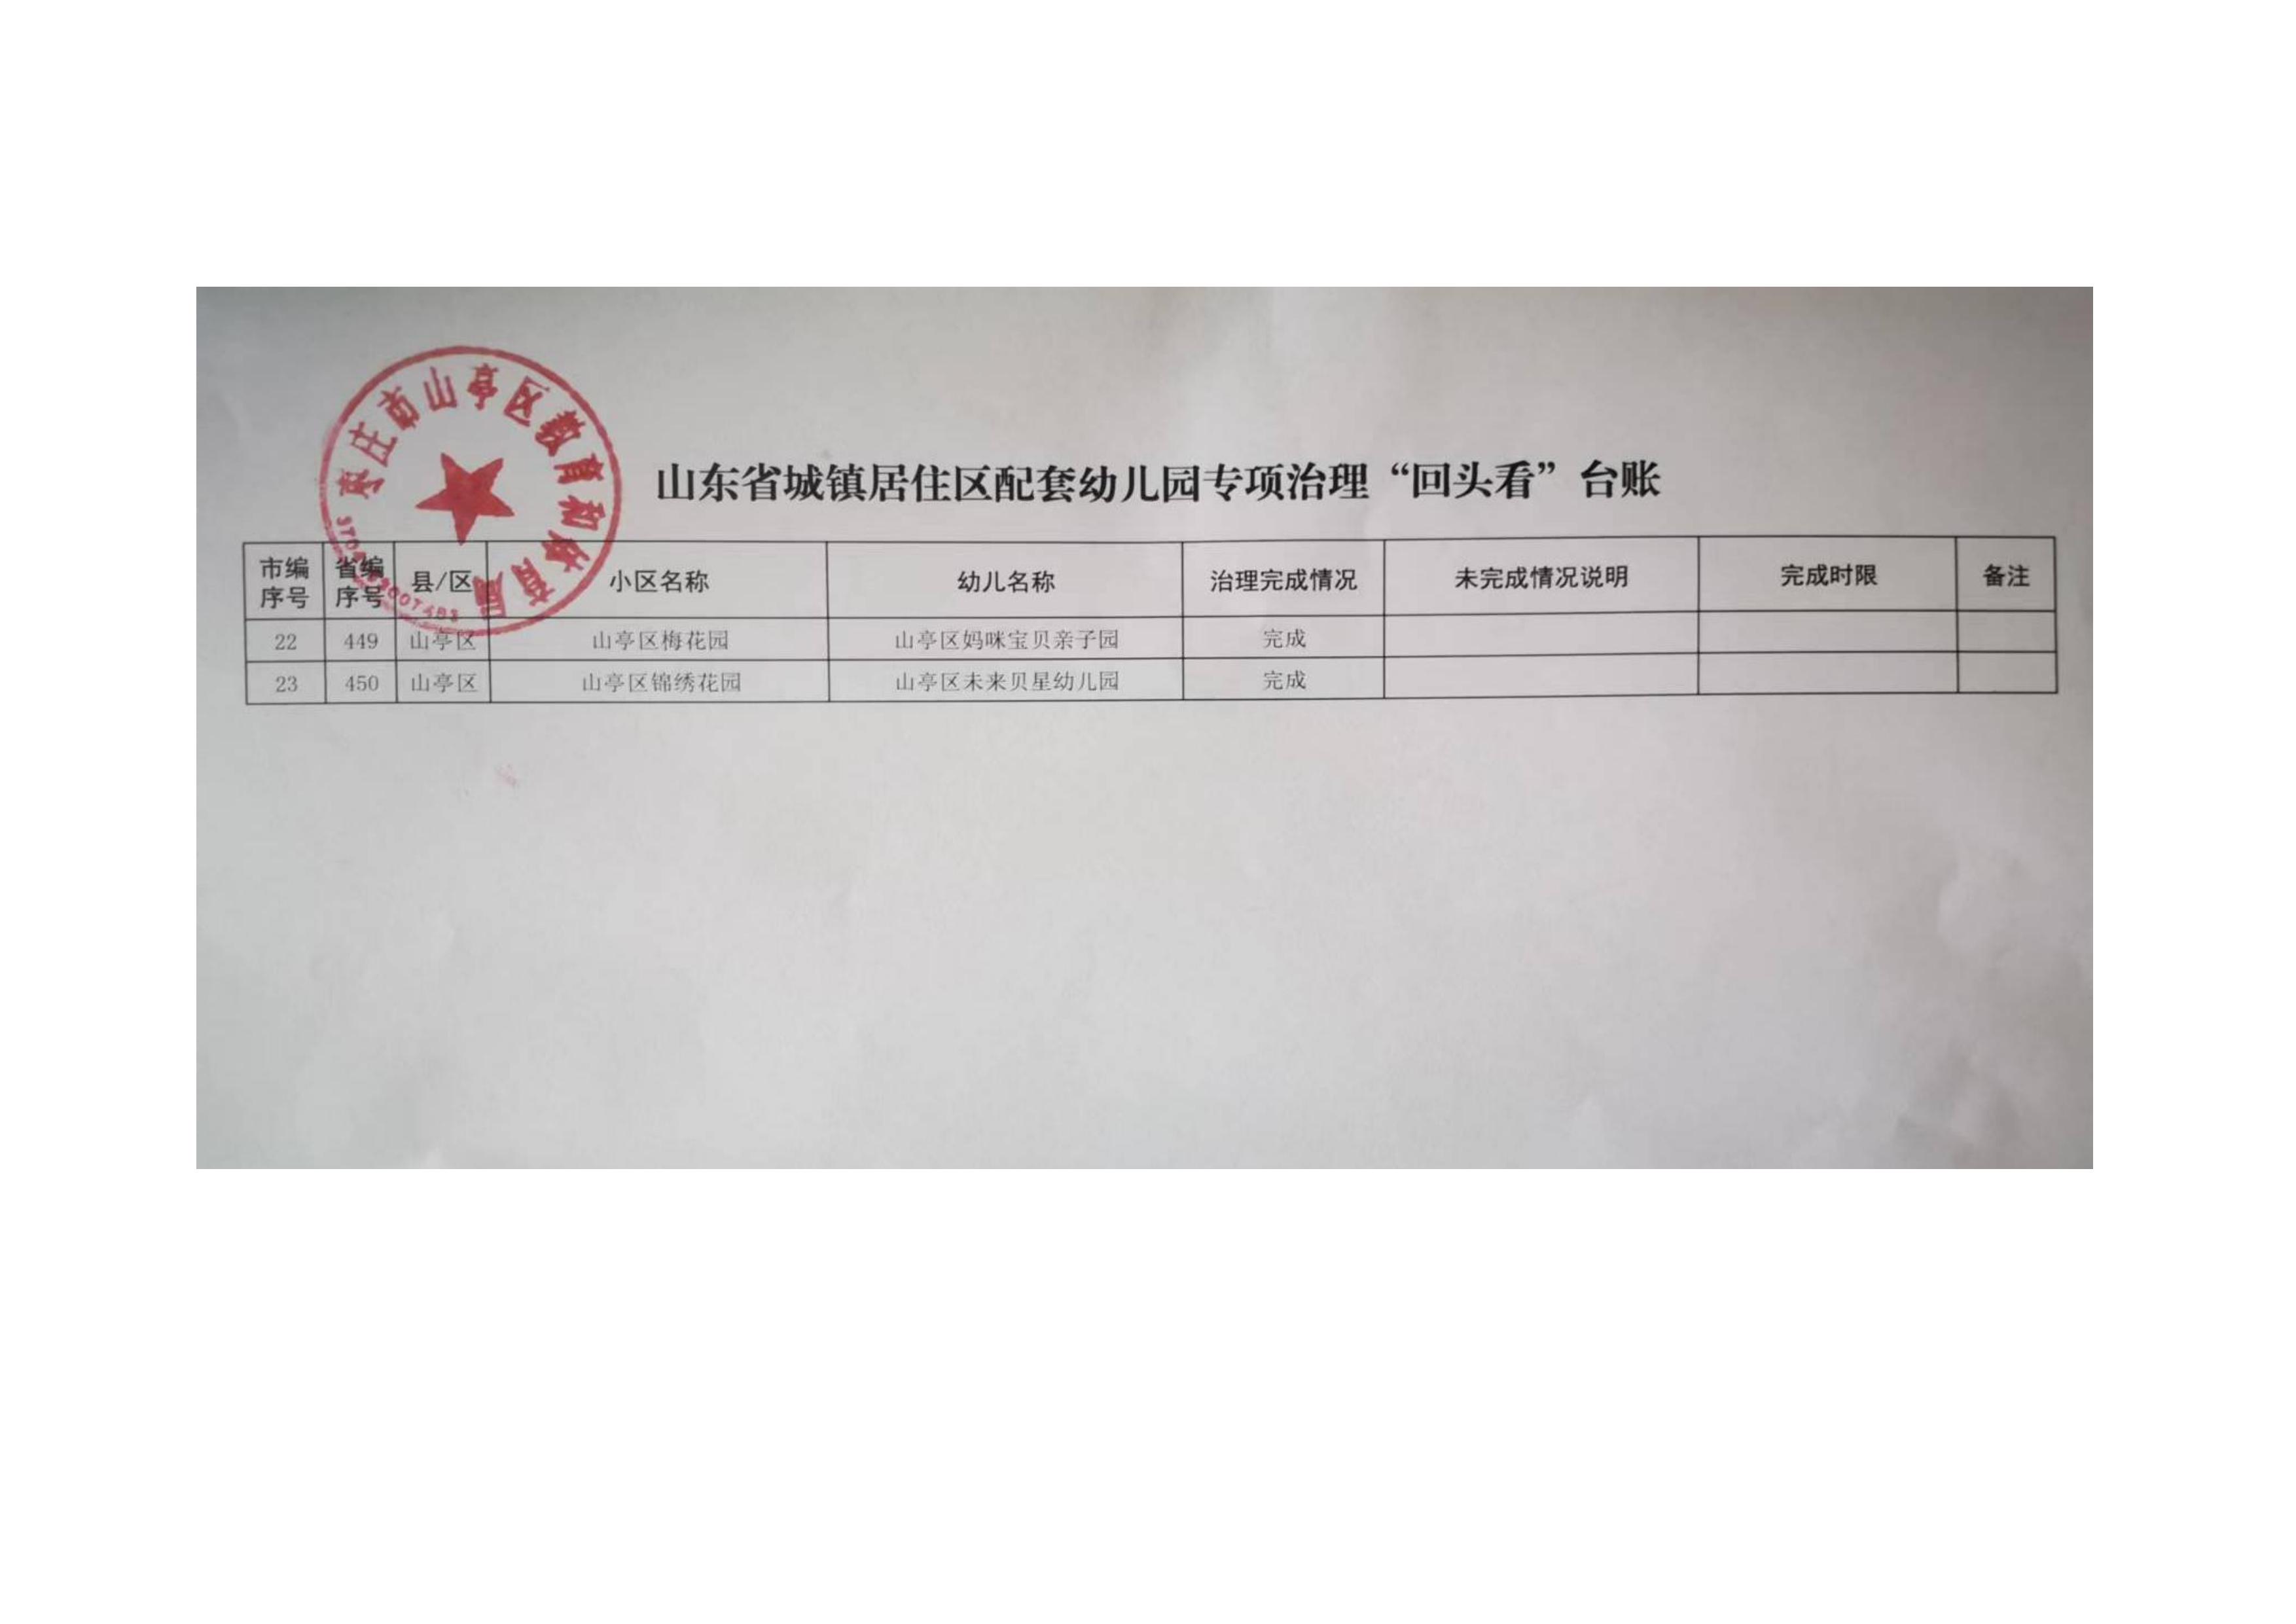 枣庄市山亭区教育和体育局
山东省城镇居住区配套幼儿园专项治理“回头看”台账
市编序号 省编序号 县/区 小区名称 幼儿名称 治理完成情况 未完成情况说明 完成时限 备注
22 449 山亭区 山亭区梅花园 山亭区妈咪宝贝亲子园 完成
23 450 山亭区 山亭区锦绣花园 山亭区未来贝星幼儿园 完成